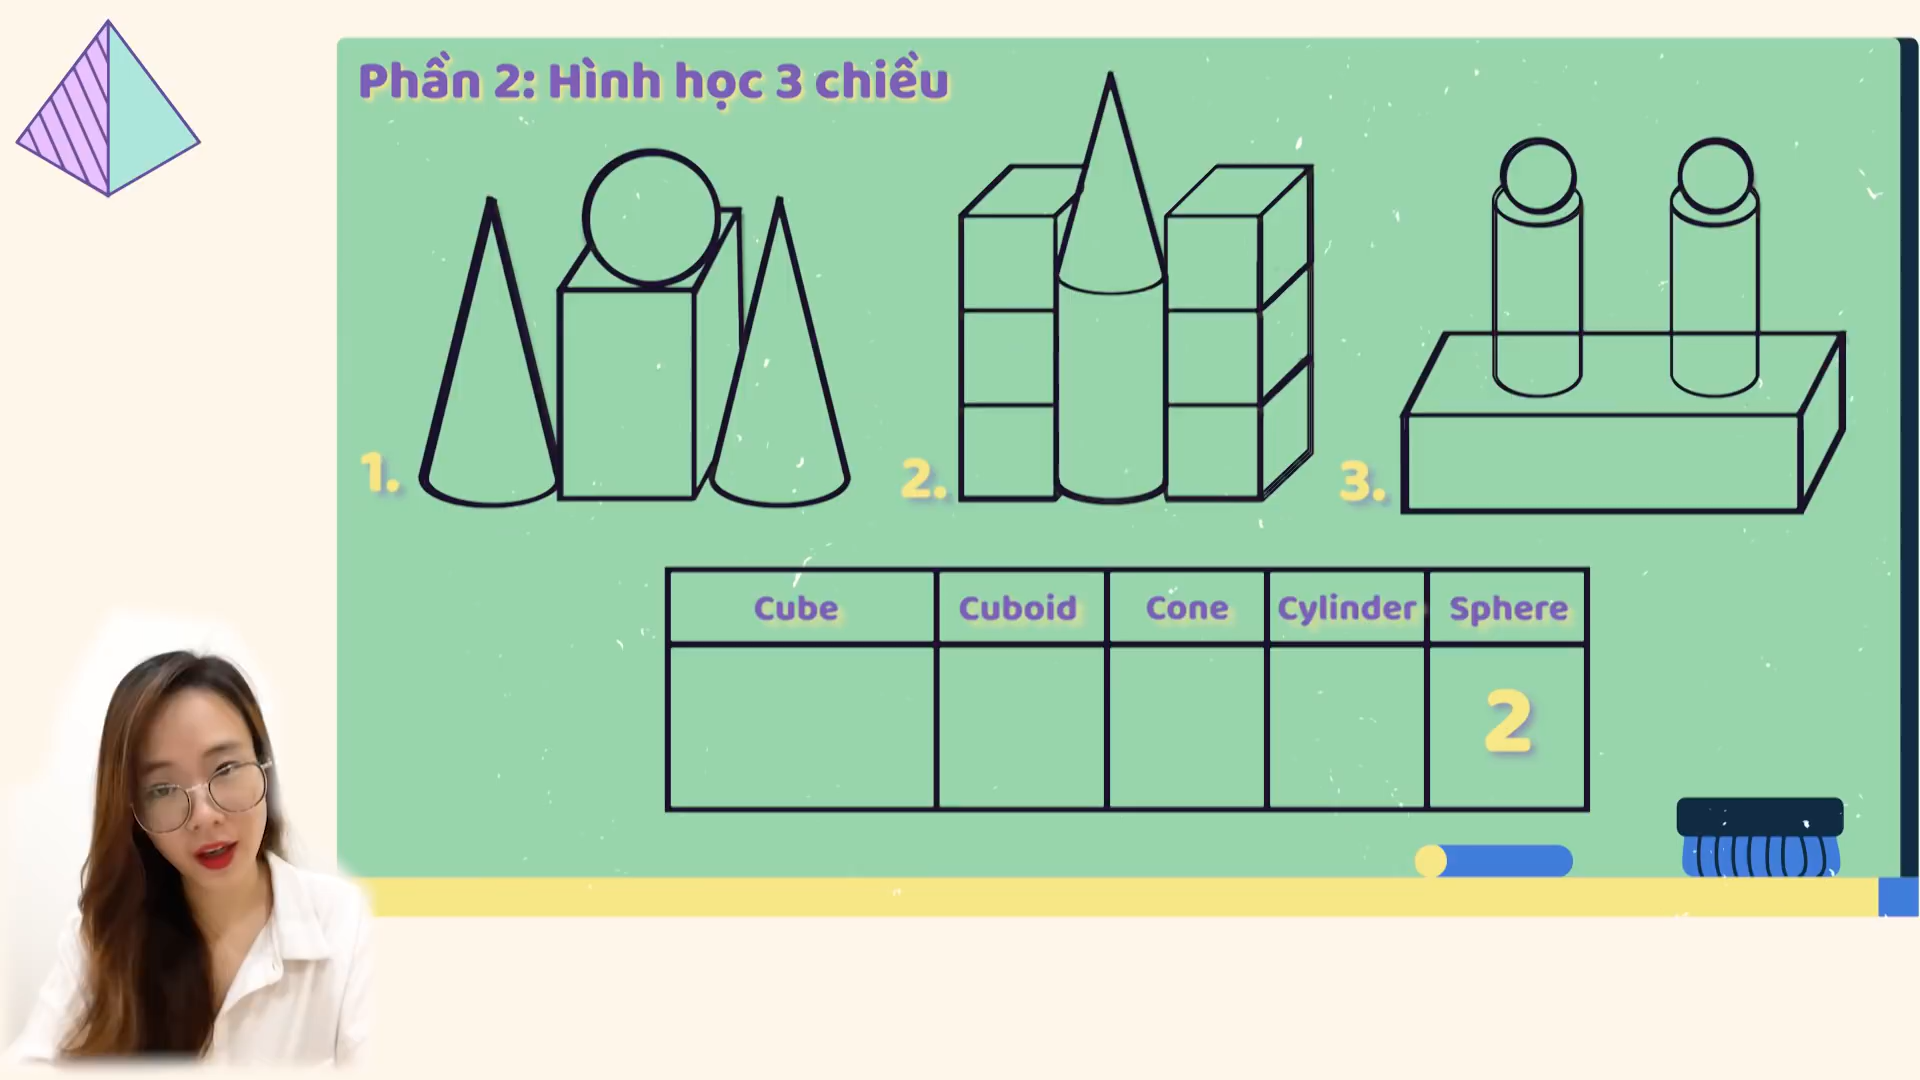 Phần 2: Hình học 3 chiều
1.
2.
3.
Cube Cuboid Cone Cylinder Sphere
2